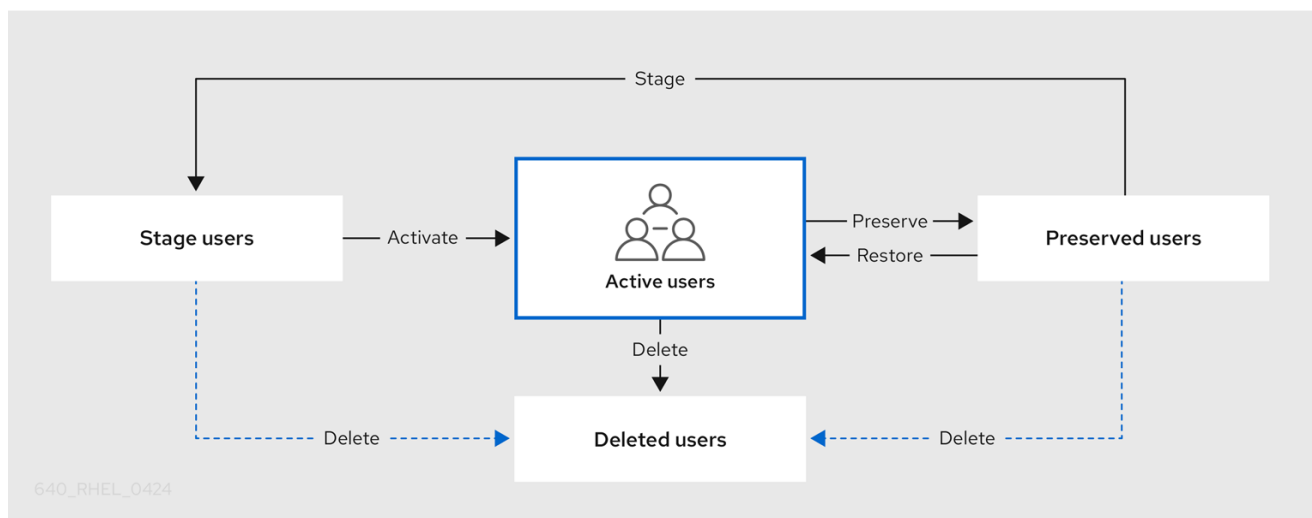 Stage
Stage users
Activate
Active users
Preserve
Restore
Preserved users
Delete
Delete
Deleted users
Delete
640_RHEL_0424